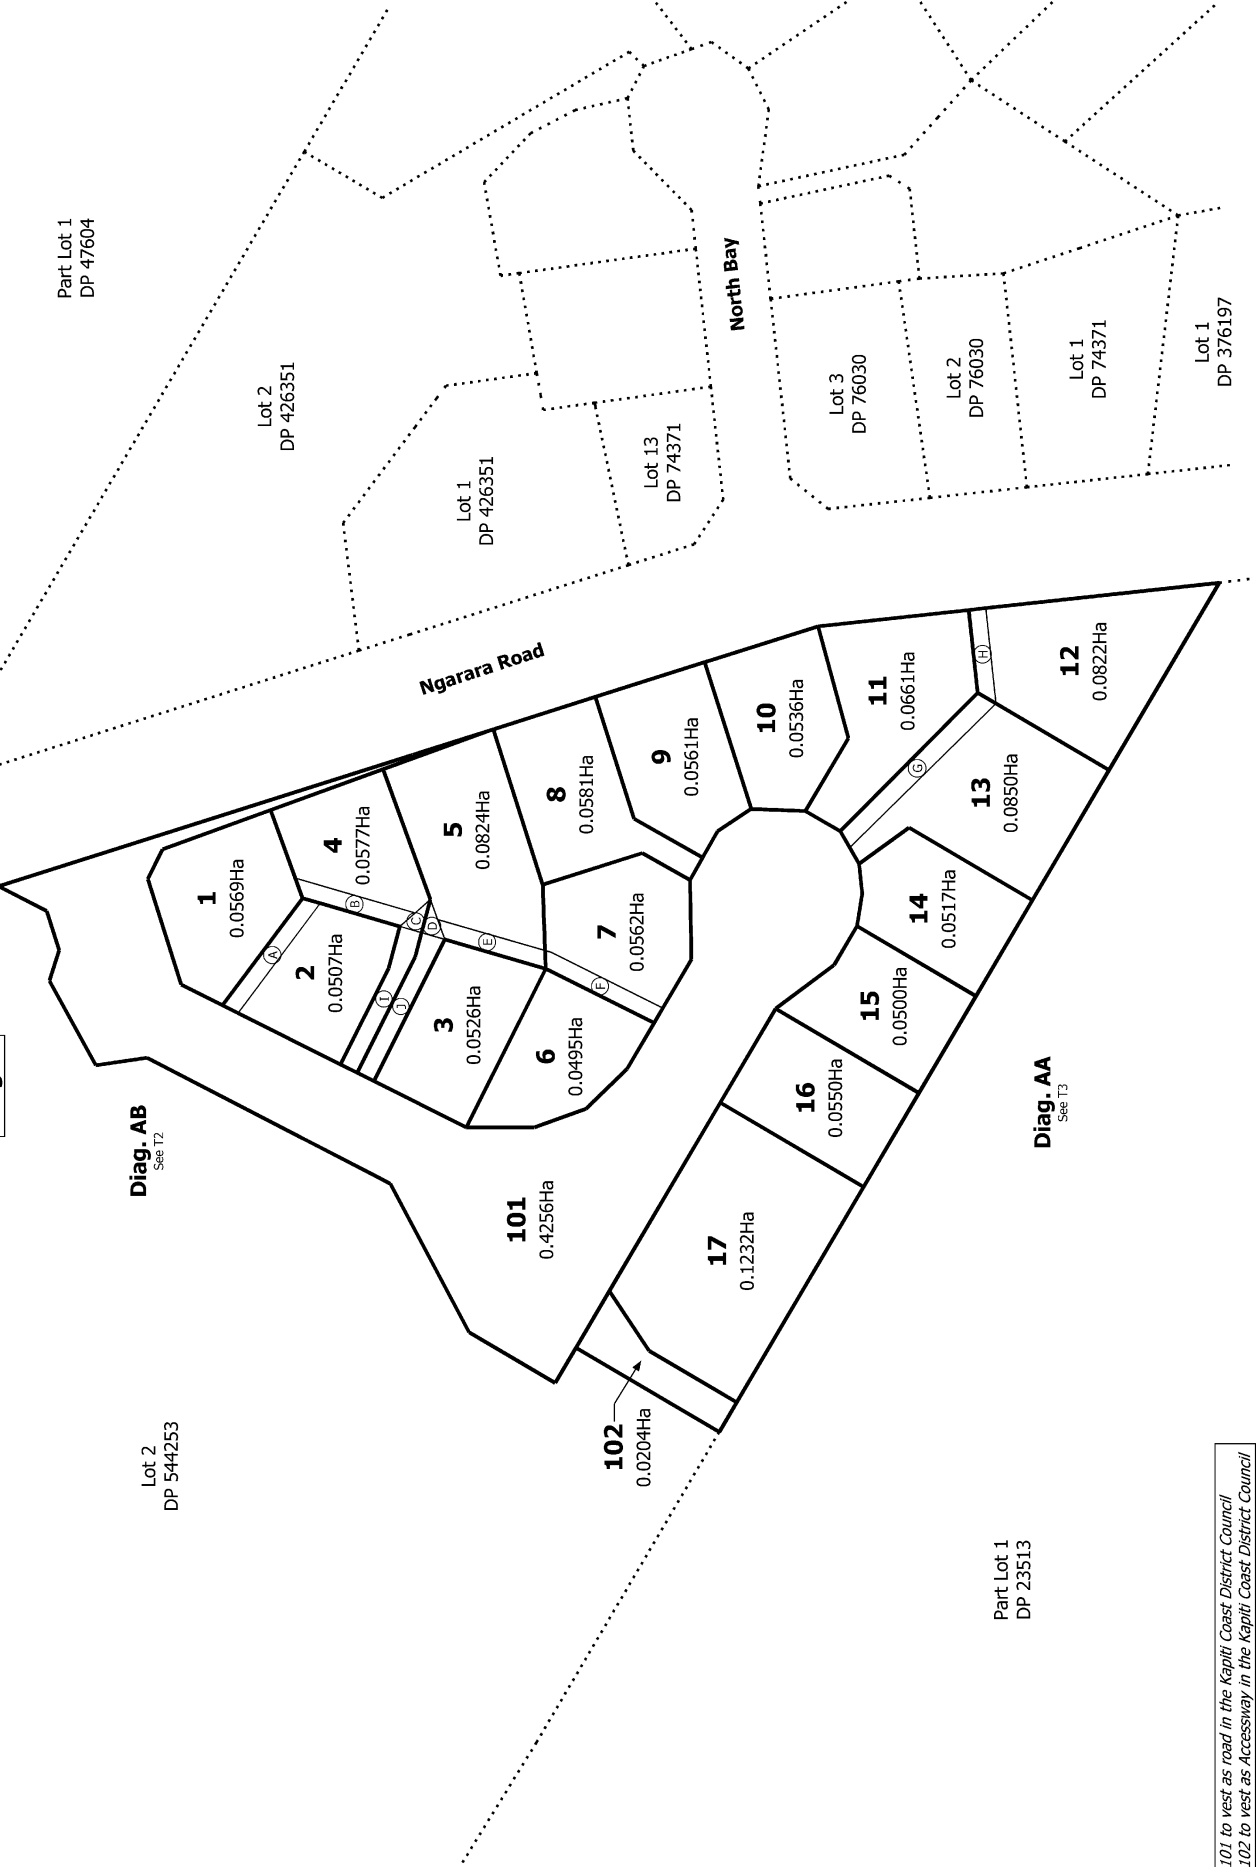 Part Lot 1
DP 47604
Lot 2
DP 426351
Lot 1
DP 426351
Lot 13
DP 74371
North Bay
Lot 3
DP 76030
Lot 2
DP 76030
Lot 1
DP 74371
Lot 1
DP 376197
Ngarara Road
1
0.0569Ha
2
0.0507Ha
3
0.0526Ha
4
0.0577Ha
5
0.0824Ha
6
0.0495Ha
7
0.0562Ha
8
0.0581Ha
9
0.0561Ha
10
0.0536Ha
11
0.0661Ha
12
0.0822Ha
13
0.0850Ha
14
0.0517Ha
15
0.0500Ha
16
0.0550Ha
17
0.1232Ha
101
0.4256Ha
102
0.0204Ha
A
B
C
D
E
F
G
H
I
J
Diag. AB
See T2
Diag. AA
See T3
Lot 2
DP 544253
Part Lot 1
DP 23513
101 to vest as road in the Kapiti Coast District Council
102 to vest as Accessway in the Kapiti Coast District Council